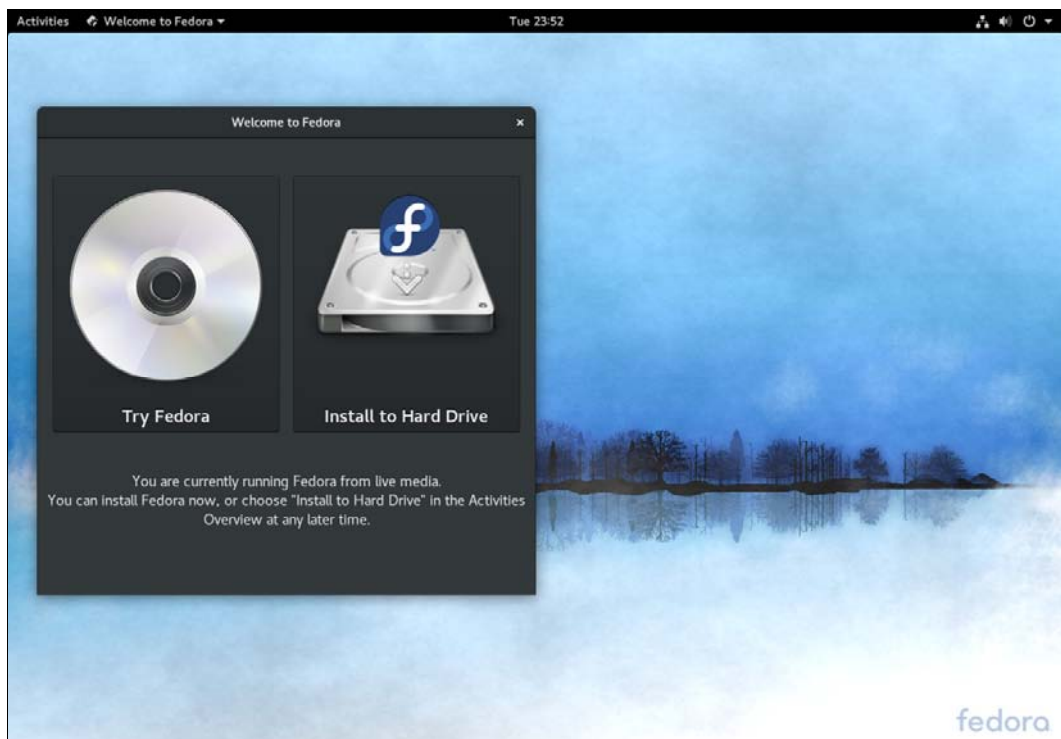 Activities Welcome to Fedora Tue 23:52
Welcome to Fedora ×
Try Fedora Install to Hard Drive
You are currently running Fedora from live media.
You can install Fedora now, or choose "Install to Hard Drive" in the Activities
Overview at any later time.
fedora